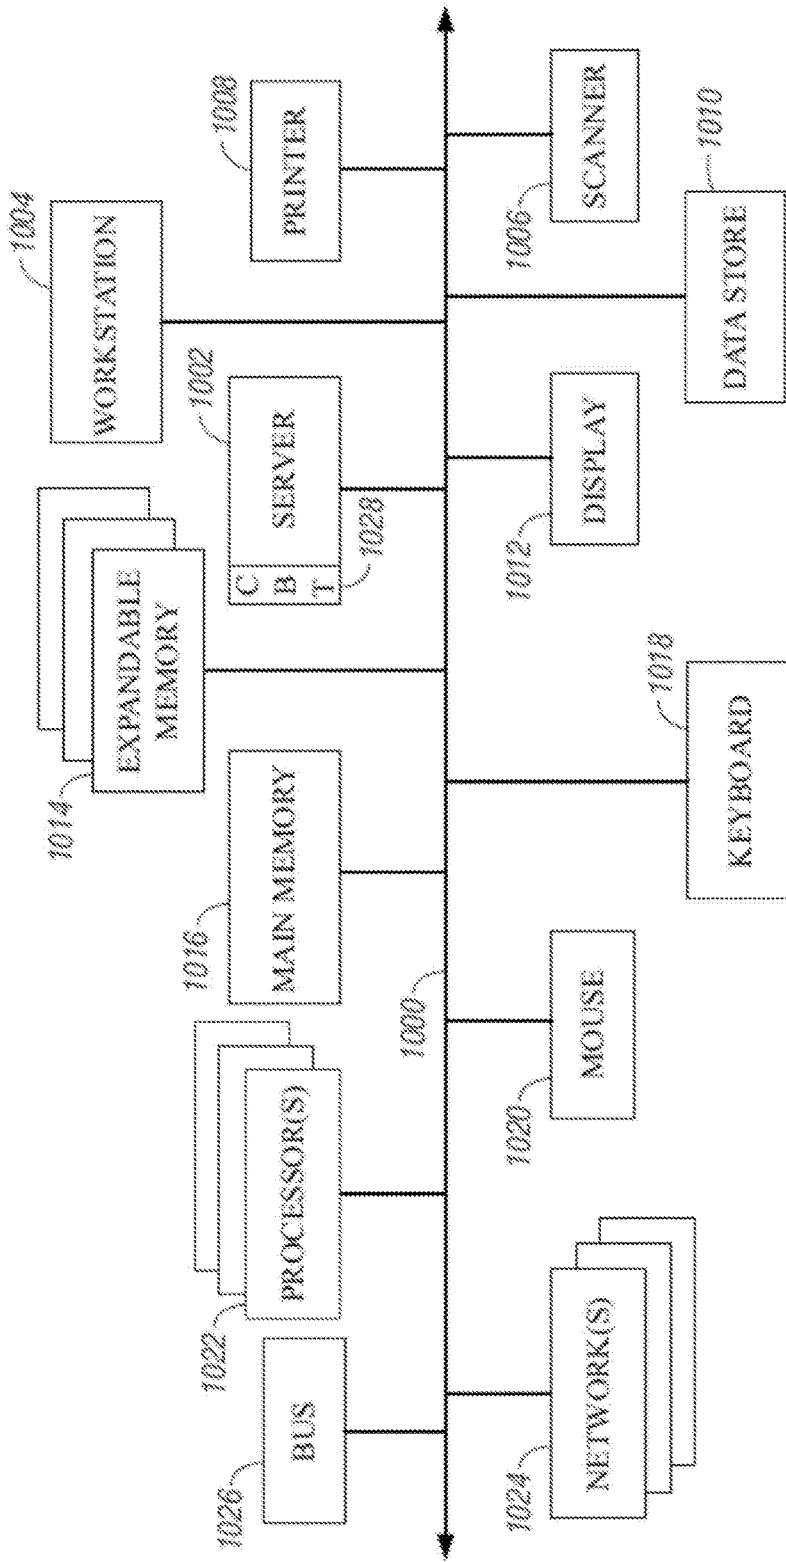 1004
WORKSTATION
1014
EXPANDABLE
MEMORY
1008
PRINTER
1002
SERVER
C
B
T
1028
1016
MAIN MEMORY
1022
PROCESSOR(S)
1026
BUS
1000
1006
SCANNER
1012
DISPLAY
1020
MOUSE
1024
NETWORK(S)
1010
DATA STORE
1018
KEYBOARD